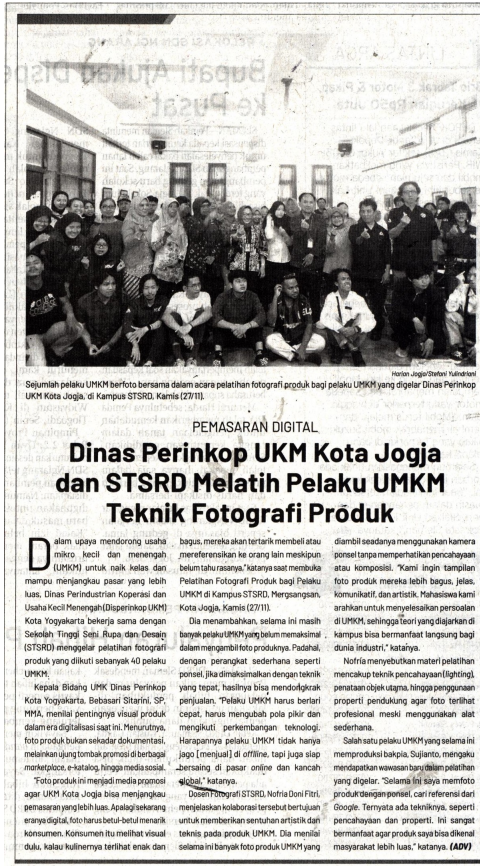 Harian Jogja/Stefani Yulindriani
Sejumlah pelaku UMKM berfoto bersama dalam acara pelatihan fotografi produk bagi pelaku UMKM yang digelar Dinas Perinkop
UKM Kota Jogja, di Kampus STSRD, Kamis (27/11).
PEMASARAN DIGITAL
Dinas Perinkop UKM Kota Jogja
dan STSRD Melatih Pelaku UMKM
Teknik Fotografi Produk
Dalam upaya mendorong usaha
mikro kecil dan menengah
(UMKM) untuk naik kelas dan
mampu menjangkau pasar yang lebih
luas, Dinas Perindustrian Koperasi dan
Usaha Kecil Menengah (Disperinkop UKM)
Kota Yogyakarta bekerja sama dengan
Sekolah Tinggi Seni Rupa dan Desain
(STSRD) menggelar pelatihan fotografi
produk yang diikuti sebanyak 40 pelaku
UMKM.
Kepala Bidang UMK Dinas Perinkop
Kota Yogyakarta, Bebasari Sitarini, SP,
MMA, menilai pentingnya visual produk
dalam era digitalisasi saat ini. Menurutnya,
foto produk bukan sekadar dokumentasi,
melainkan ujung tombak promosi di berbagai
marketplace, e-katalog, hingga media sosial.
"Foto produk ini menjadi media promosi
agar UKM Kota Jogja bisa menjangkau
pemasaran yang lebih luas. Apalagi sekarang
eranya digital, foto harus betul-betul menarik
konsumen. Konsumen itu melihat visual
dulu, kalau kulinernya terlihat enak dan
bagus, mereka akan tertarik membeli atau
mereferensikan ke orang lain meskipun
belum tahu rasanya," katanya saat membuka
Pelatihan Fotografi Produk bagi Pelaku
UMKM di Kampus STSRD, Mergsangsan,
Kota Jogja, Kamis (27/11).
Dia menambahkan, selama ini masih
banyak pelaku UMKM yang belum memaksimal
dalam mengambil foto produknya. Padahal,
dengan perangkat sederhana seperti
ponsel, jika dimaksimalkan dengan teknik
yang tepat, hasilnya bisa mendongkrak
penjualan. "Pelaku UMKM harus berlari
cepat, harus mengubah pola pikir dan
mengikuti perkembangan teknologi.
Harapannya pelaku UMKM tidak hanya
jago [menjual] di offline, tapi juga siap
bersaing di pasar online dan kancah
global," katanya.
Dosen Fotografi STSRD, Nofria Doni Fitri,
menjelaskan kolaborasi tersebut bertujuan
untuk memberikan sentuhan artistik dan
teknis pada produk UMKM. Dia menilai
selama ini banyak foto produk UMKM yang
diambil seadanya menggunakan kamera
ponsel tanpa memperhatikan pencahayaan
atau komposisi. "Kami ingin tampilan
foto produk mereka lebih bagus, jelas,
komunikatif, dan artistik. Mahasiswa kami
arahkan untuk menyelesaikan persoalan
di UMKM, sehingga teori yang diajarkan di
kampus bisa bermanfaat langsung bagi
dunia industri," katanya.
Nofria menyebutkan materi pelatihan
mencakup teknik pencahayaan (lighting),
penataan objek utama, hingga penggunaan
properti pendukung agar foto terlihat
profesional meski menggunakan alat
sederhana.
Salah satu pelaku UMKM yang selama ini
memproduksi bakpia, Sujianto, mengaku
mendapatkan wawasan baru dalam pelatihan
yang digelar. "Selama ini saya memfoto
produk dengan ponsel, cari referensi dari
Google. Ternyata ada tekniknya, seperti
pencahayaan dan properti. Ini sangat
bermanfaat agar produk saya bisa dikenal
masyarakat lebih luas," katanya. (ADV)